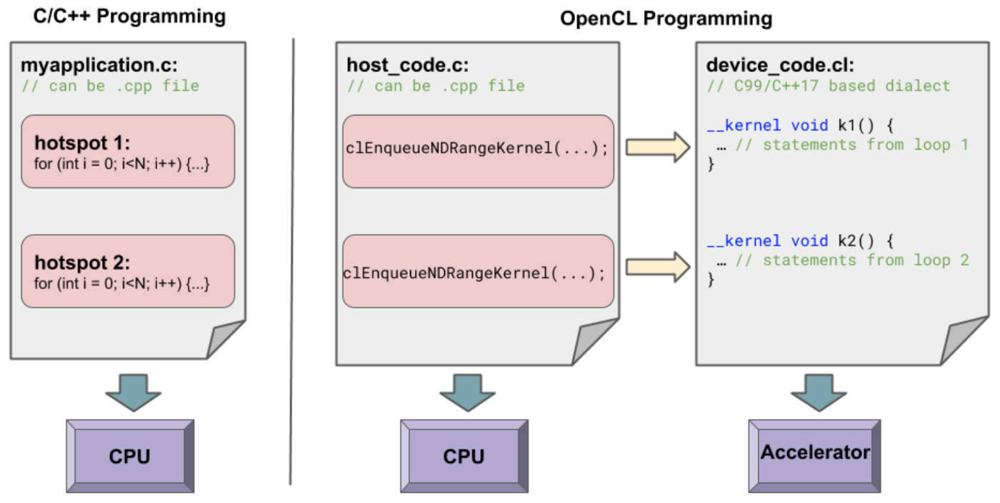 C/C++ Programming
myapplication.c:
// can be .cpp file
hotspot 1:
for (int i = 0; i<N; i++) {...}
hotspot 2:
for (int i = 0; i<N; i++) {...}
CPU
OpenCL Programming
host_code.c:
// can be .cpp file
clEnqueueNDRangeKernel(...);
clEnqueueNDRangeKernel(...);
CPU
device_code.cl:
// C99/C++17 based dialect
__kernel void k1() {
… // statements from loop 1
}
__kernel void k2() {
… // statements from loop 2
}
Accelerator